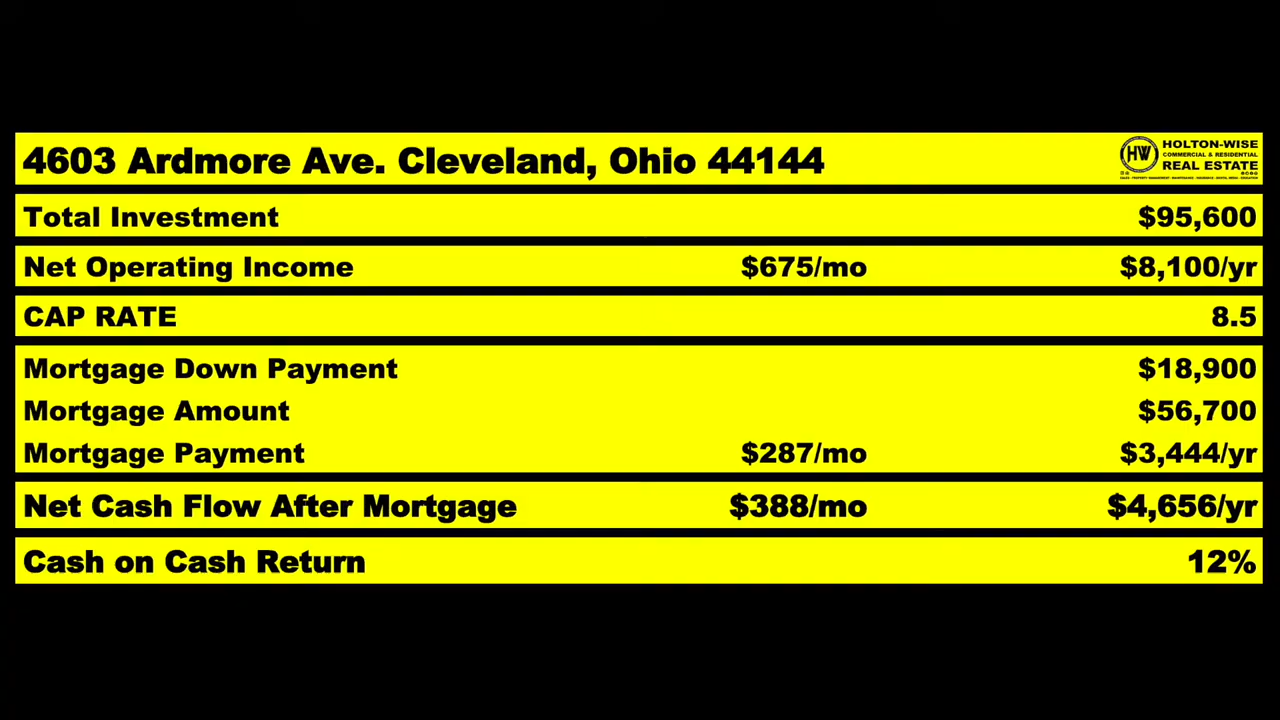 4603 Ardmore Ave. Cleveland, Ohio 44144
HOLTON-WISE
COMMERCIAL & RESIDENTIAL
REAL ESTATE
HW
Total Investment $95,600
Net Operating Income $675/mo $8,100/yr
CAP RATE 8.5
Mortgage Down Payment $18,900
Mortgage Amount $56,700
Mortgage Payment $287/mo $3,444/yr
Net Cash Flow After Mortgage $388/mo $4,656/yr
Cash on Cash Return 12%